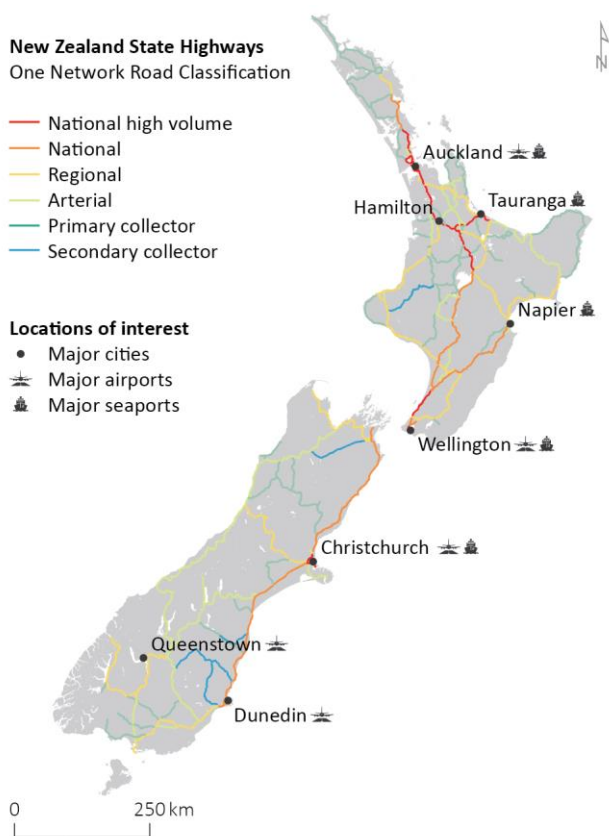 New Zealand State Highways
One Network Road Classification
National high volume
National
Regional
Arterial
Primary collector
Secondary collector
Locations of interest
Major cities
Major airports
Major seaports
N
Auckland
Tauranga
Hamilton
Napier
Wellington
Christchurch
Queenstown
Dunedin
0 250 km